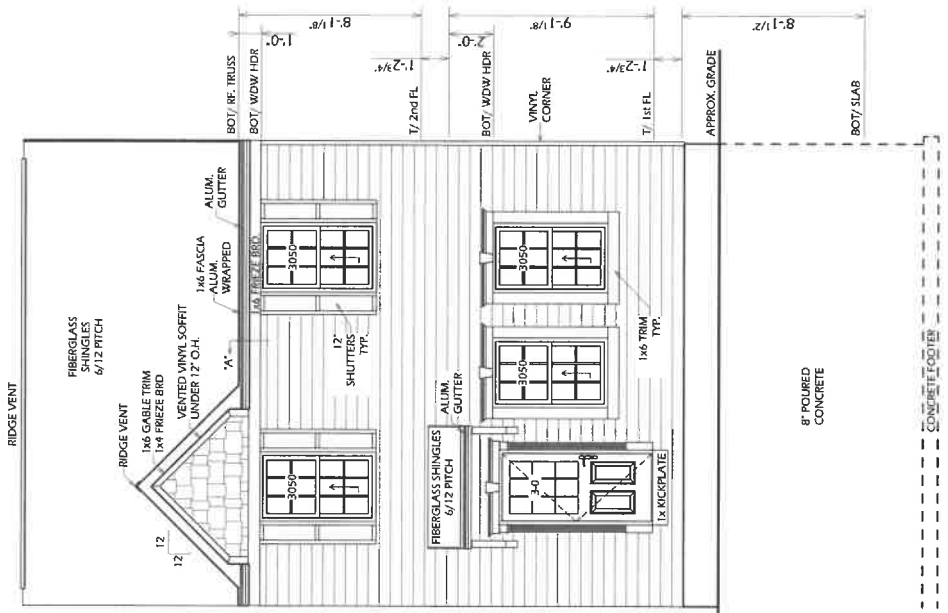 RIDGE VENT
FIBERGLASS
SHINGLES
6/12 PITCH
RIDGE VENT
1x6 GABLE TRIM
1x4 FRIEZE BRD
VENTED VINYL SOFFIT
UNDER 12" O.H.
12
12
"A"
1x6 FASCIA
ALUM.
WRAPPED
ALUM.
GUTTER
1x6 FRIEZE BRD.
BOT/ RF. TRUSS
BOT/ WDW HDR
1'-0"
8'-1 1/8"
3050
3050
12"
SHUTTERS
TYP.
T/ 2nd FL
1'-2 3/4"
FIBERGLASS SHINGLES
6/12 PITCH
ALUM.
GUTTER
BOT/ WDW HDR
2'-0"
9'-1 1/8"
3-0
3050
3050
VINYL
CORNER
1x6 TRIM
TYP.
1x KICKPLATE
T/ 1st FL
1'-2 3/4"
APPROX. GRADE
8'-1 1/2"
8" POURED
CONCRETE
BOT/ SLAB
CONCRETE FOOTER